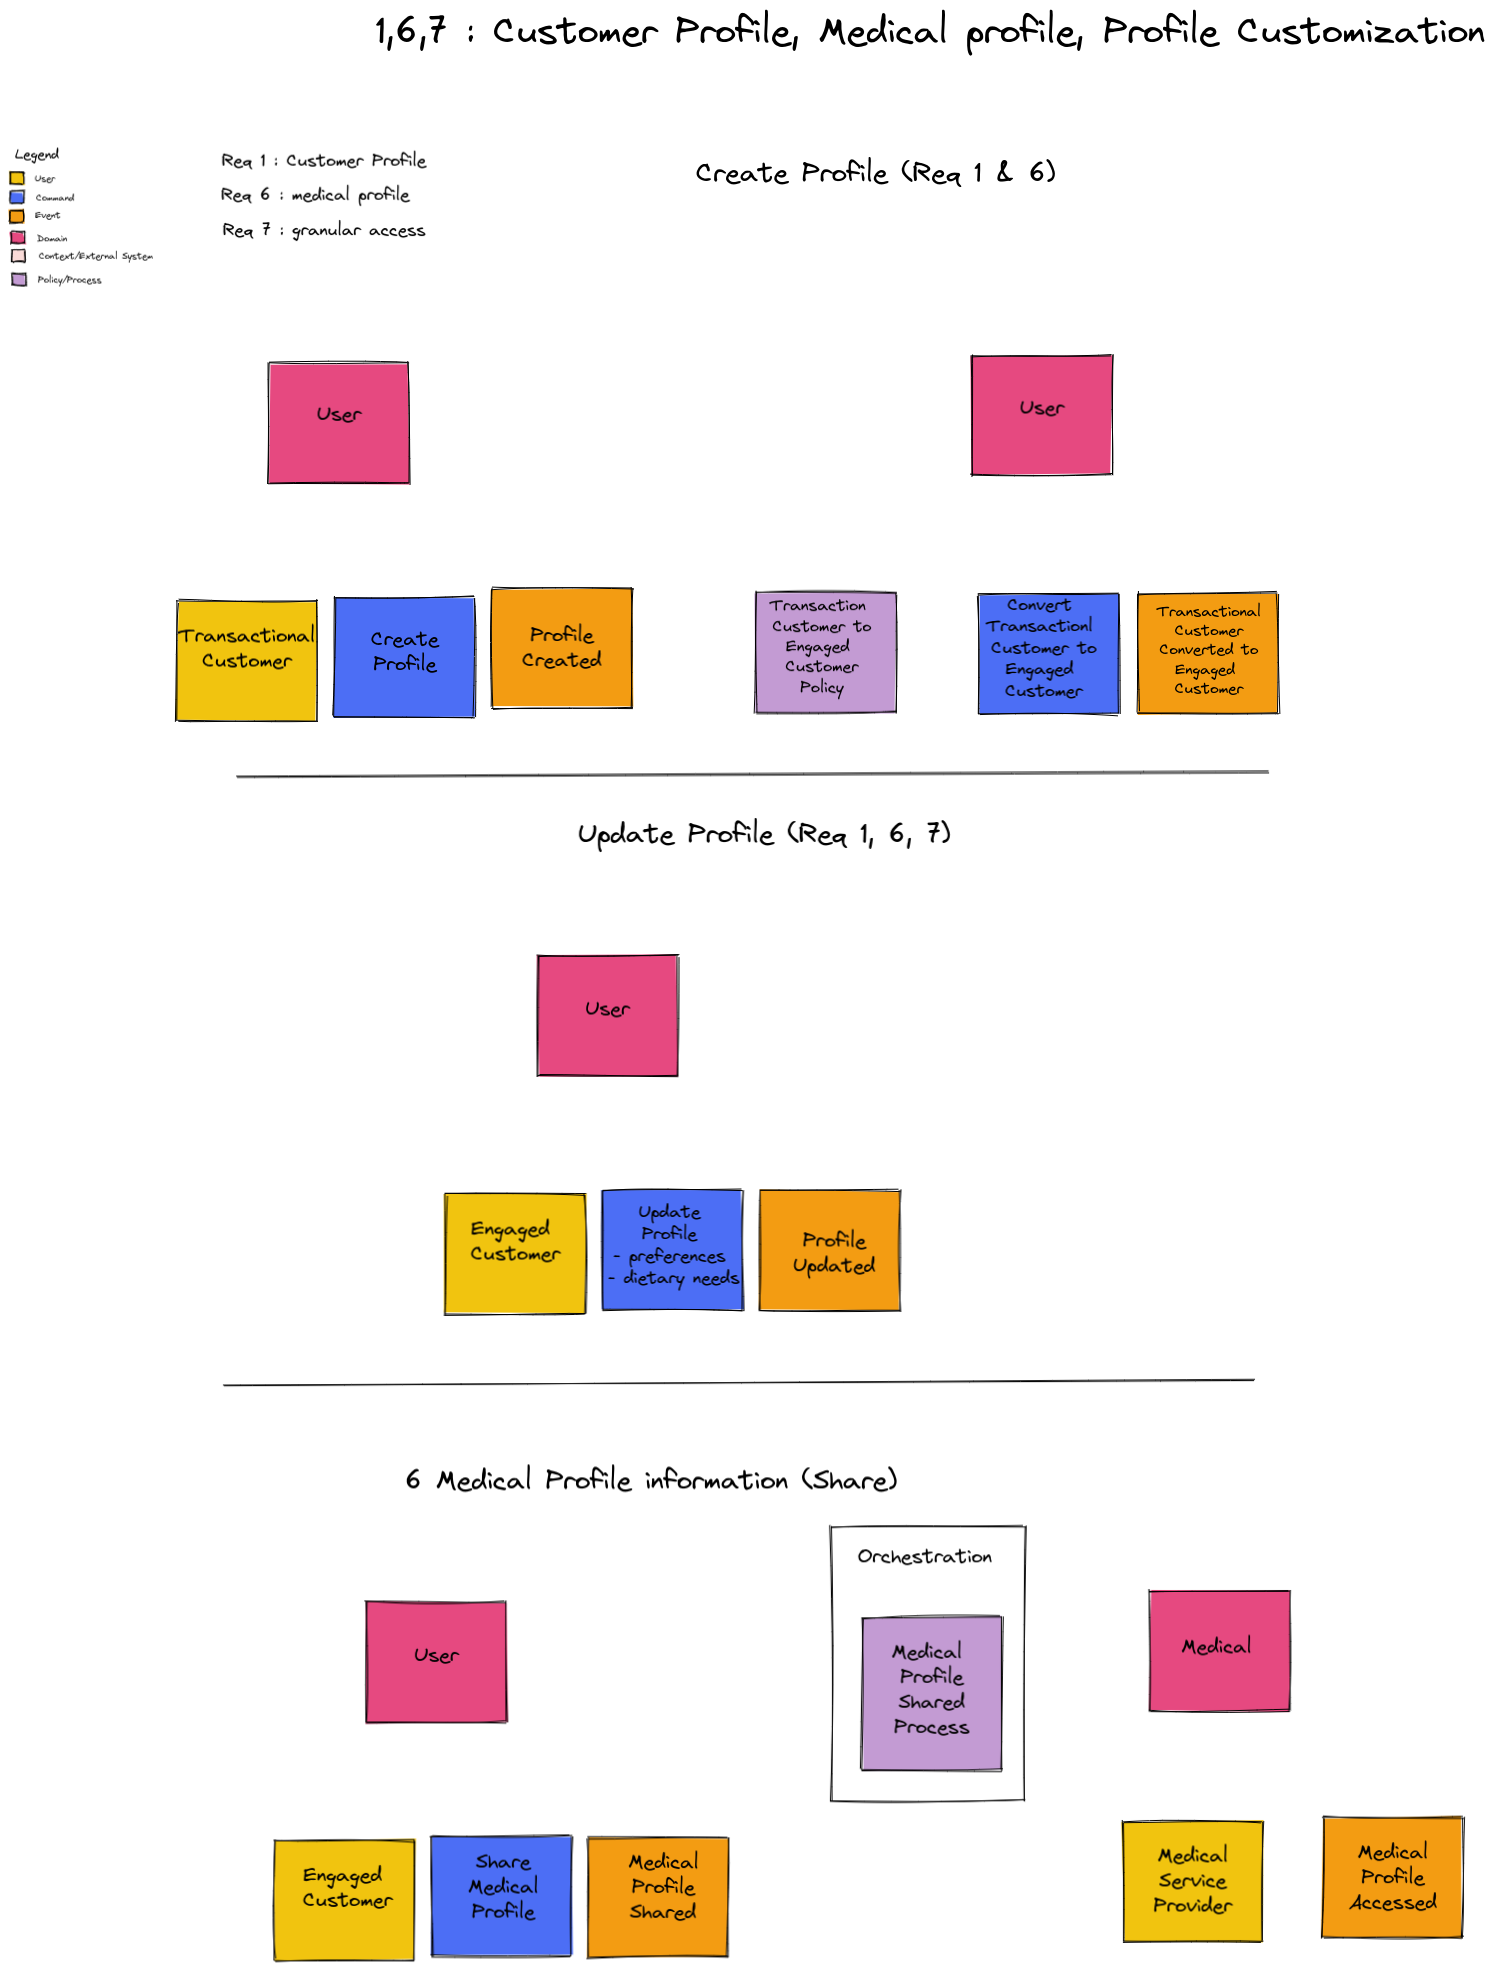 1,6,7 : Customer Profile, Medical profile, Profile Customization
Legend
User
Command
Event
Domain
Context/External System
Policy/Process
Req 1 : Customer Profile
Req 6 : medical profile
Req 7 : granular access
Create Profile (Req 1 & 6)
User
User
Transactional
Customer
Create
Profile
Profile
Created
Transaction
Customer to
Engaged
Customer
Policy
Convert
Transactionl
Customer to
Engaged
Customer
Transactional
Customer
Converted to
Engaged
Customer
Update Profile (Req 1, 6, 7)
User
Engaged
Customer
Update
Profile
- preferences
- dietary needs
Profile
Updated
6 Medical Profile information (Share)
User
Orchestration
Medical
Profile
Shared
Process
Medical
Engaged
Customer
Share
Medical
Profile
Medical
Profile
Shared
Medical
Service
Provider
Medical
Profile
Accessed